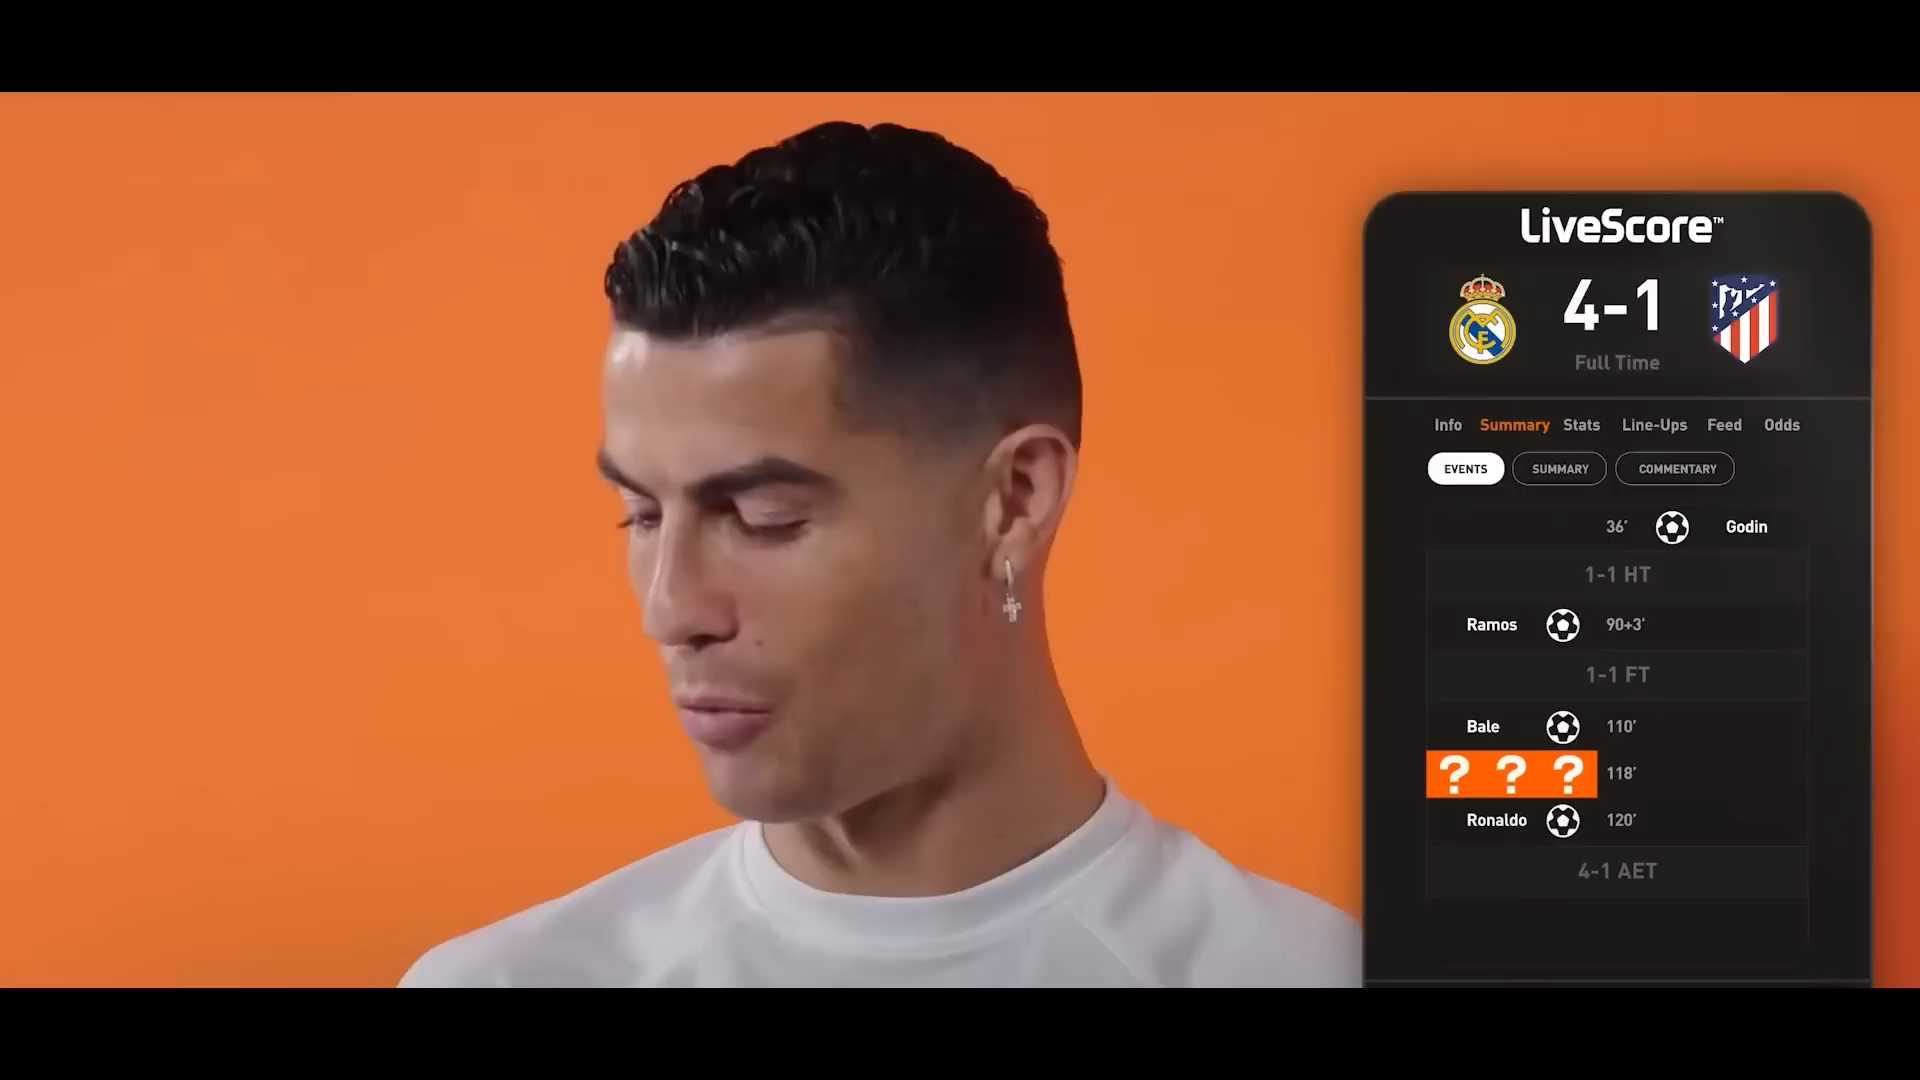 LiveScore™
4-1
Full Time
Info Summary Stats Line-Ups Feed Odds
EVENTS SUMMARY COMMENTARY
36' Godin
1-1 HT
Ramos 90+3'
1-1 FT
Bale 110'
? ? ? 118'
Ronaldo 120'
4-1 AET